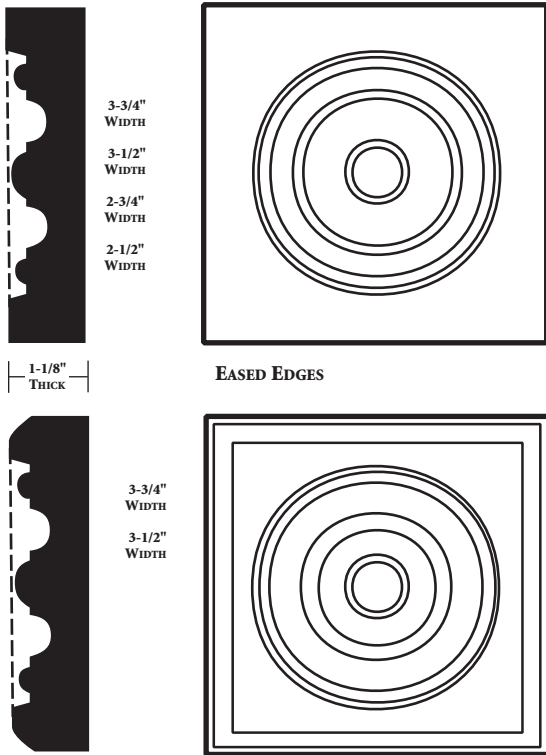 3-3/4"
WIDTH
3-1/2"
WIDTH
2-3/4"
WIDTH
2-1/2"
WIDTH
1-1/8"
THICK
EASED EDGES
3-3/4"
WIDTH
3-1/2"
WIDTH